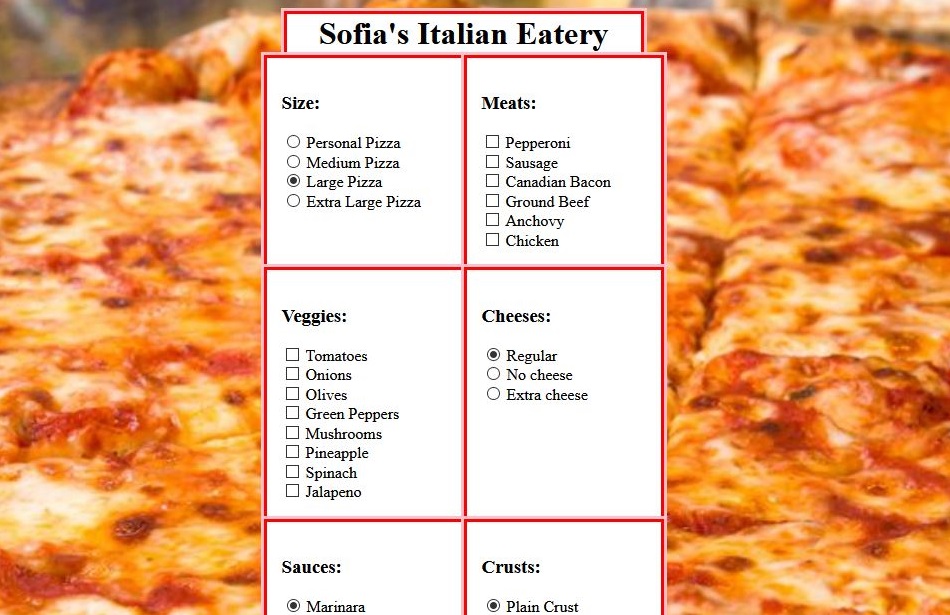 Sofia's Italian Eatery
Size:
Personal Pizza
Medium Pizza
Large Pizza
Extra Large Pizza
Meats:
Pepperoni
Sausage
Canadian Bacon
Ground Beef
Anchovy
Chicken
Veggies:
Tomatoes
Onions
Olives
Green Peppers
Mushrooms
Pineapple
Spinach
Jalapeno
Cheeses:
Regular
No cheese
Extra cheese
Sauces:
Marinara
Crusts:
Plain Crust